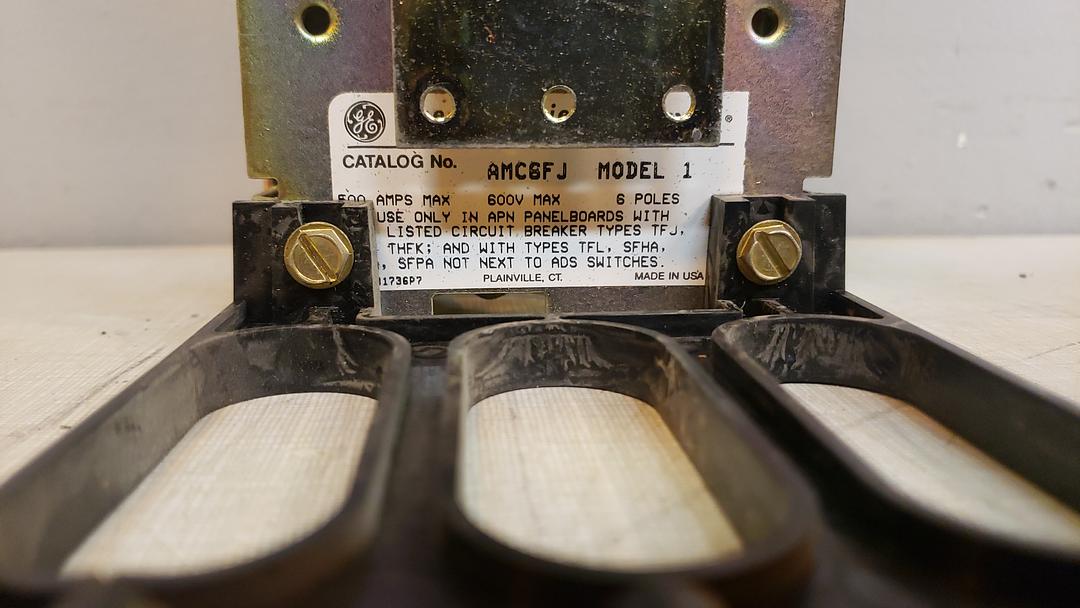 GE
®
CATALOG No. AMC6FJ MODEL 1
AMPS MAX 600V MAX 6 POLES
USE ONLY IN APN PANELBOARDS WITH
LISTED CIRCUIT BREAKER TYPES TFJ,
THFK; AND WITH TYPES TFL, SFHA,
, SFPA NOT NEXT TO ADS SWITCHES.
1736P7 PLAINVILLE, CT. MADE IN USA